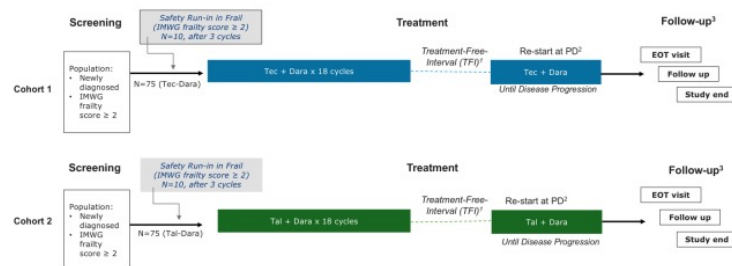 Screening
Safety Run-in in Frail
(IMWG frailty score ≥ 2)
N=10, after 3 cycles
Treatment
Follow-up³
Cohort 1
Population:
• Newly
diagnosed
• IMWG
frailty
score ≥ 2
N=75 (Tec-Dara)
Tec + Dara x 18 cycles
Treatment-Free-
Interval (TFI)¹
Re-start at PD²
Tec + Dara
Until Disease Progression
EOT visit
Follow up
Study end
Screening
Safety Run-in in Frail
(IMWG frailty score ≥ 2)
N=10, after 3 cycles
Treatment
Follow-up³
Cohort 2
Population:
• Newly
diagnosed
• IMWG
frailty
score ≥ 2
N=75 (Tal-Dara)
Tal + Dara x 18 cycles
Treatment-Free-
Interval (TFI)¹
Re-start at PD²
Tal + Dara
Until Disease Progression
EOT visit
Follow up
Study end